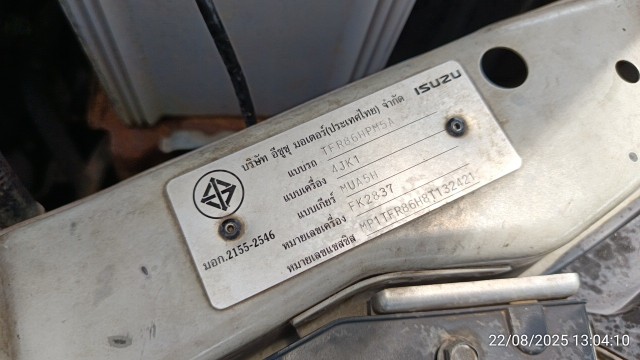 ISUZU
บริษัท อีซูซุ มอเตอร์(ประเทศไทย) จำกัด
แบบรถ TFR86HPM5A
แบบเครื่อง 4JK1
แบบเกียร์ MUA5H
หมายเลขเครื่อง FK2837
หมายเลขแชสซิส MP1TFR86H8T132421
มอก.2155-2546
22/08/2025 13:04:10